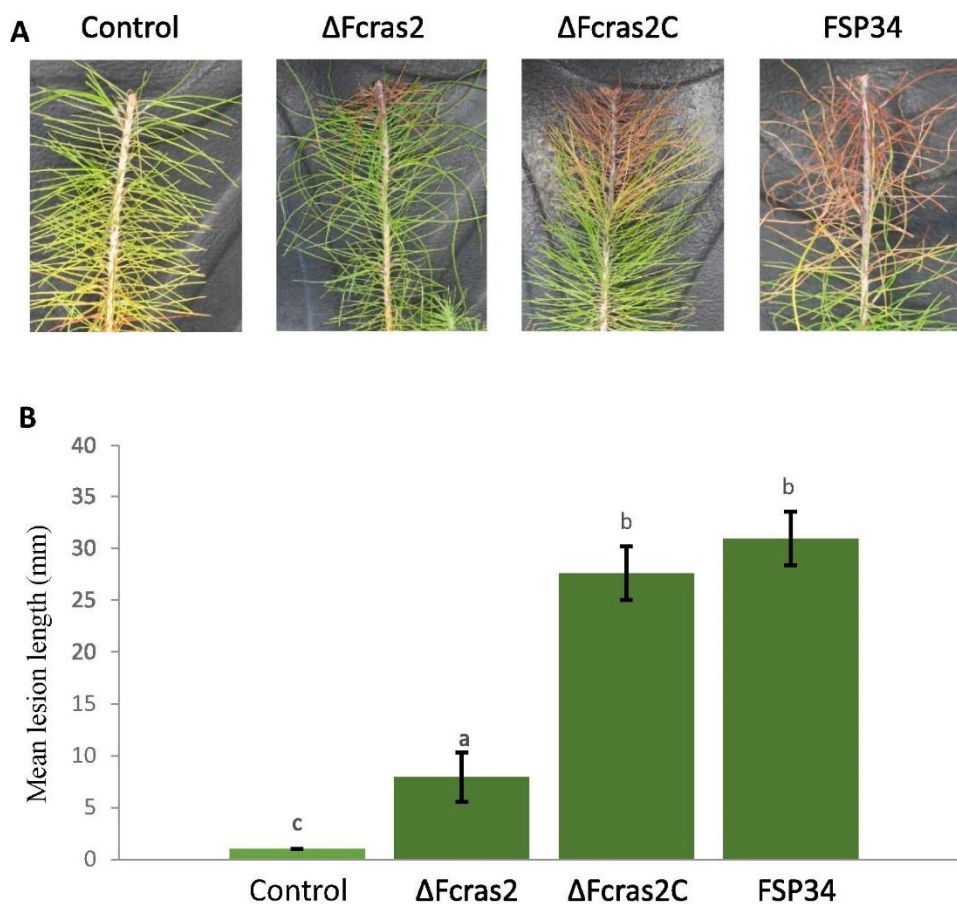 A
Control ΔFcras2 ΔFcras2C FSP34
B
Mean lesion length (mm)
40
35
30
25
20
15
10
5
0
c
a
b
b
Control ΔFcras2 ΔFcras2C FSP34